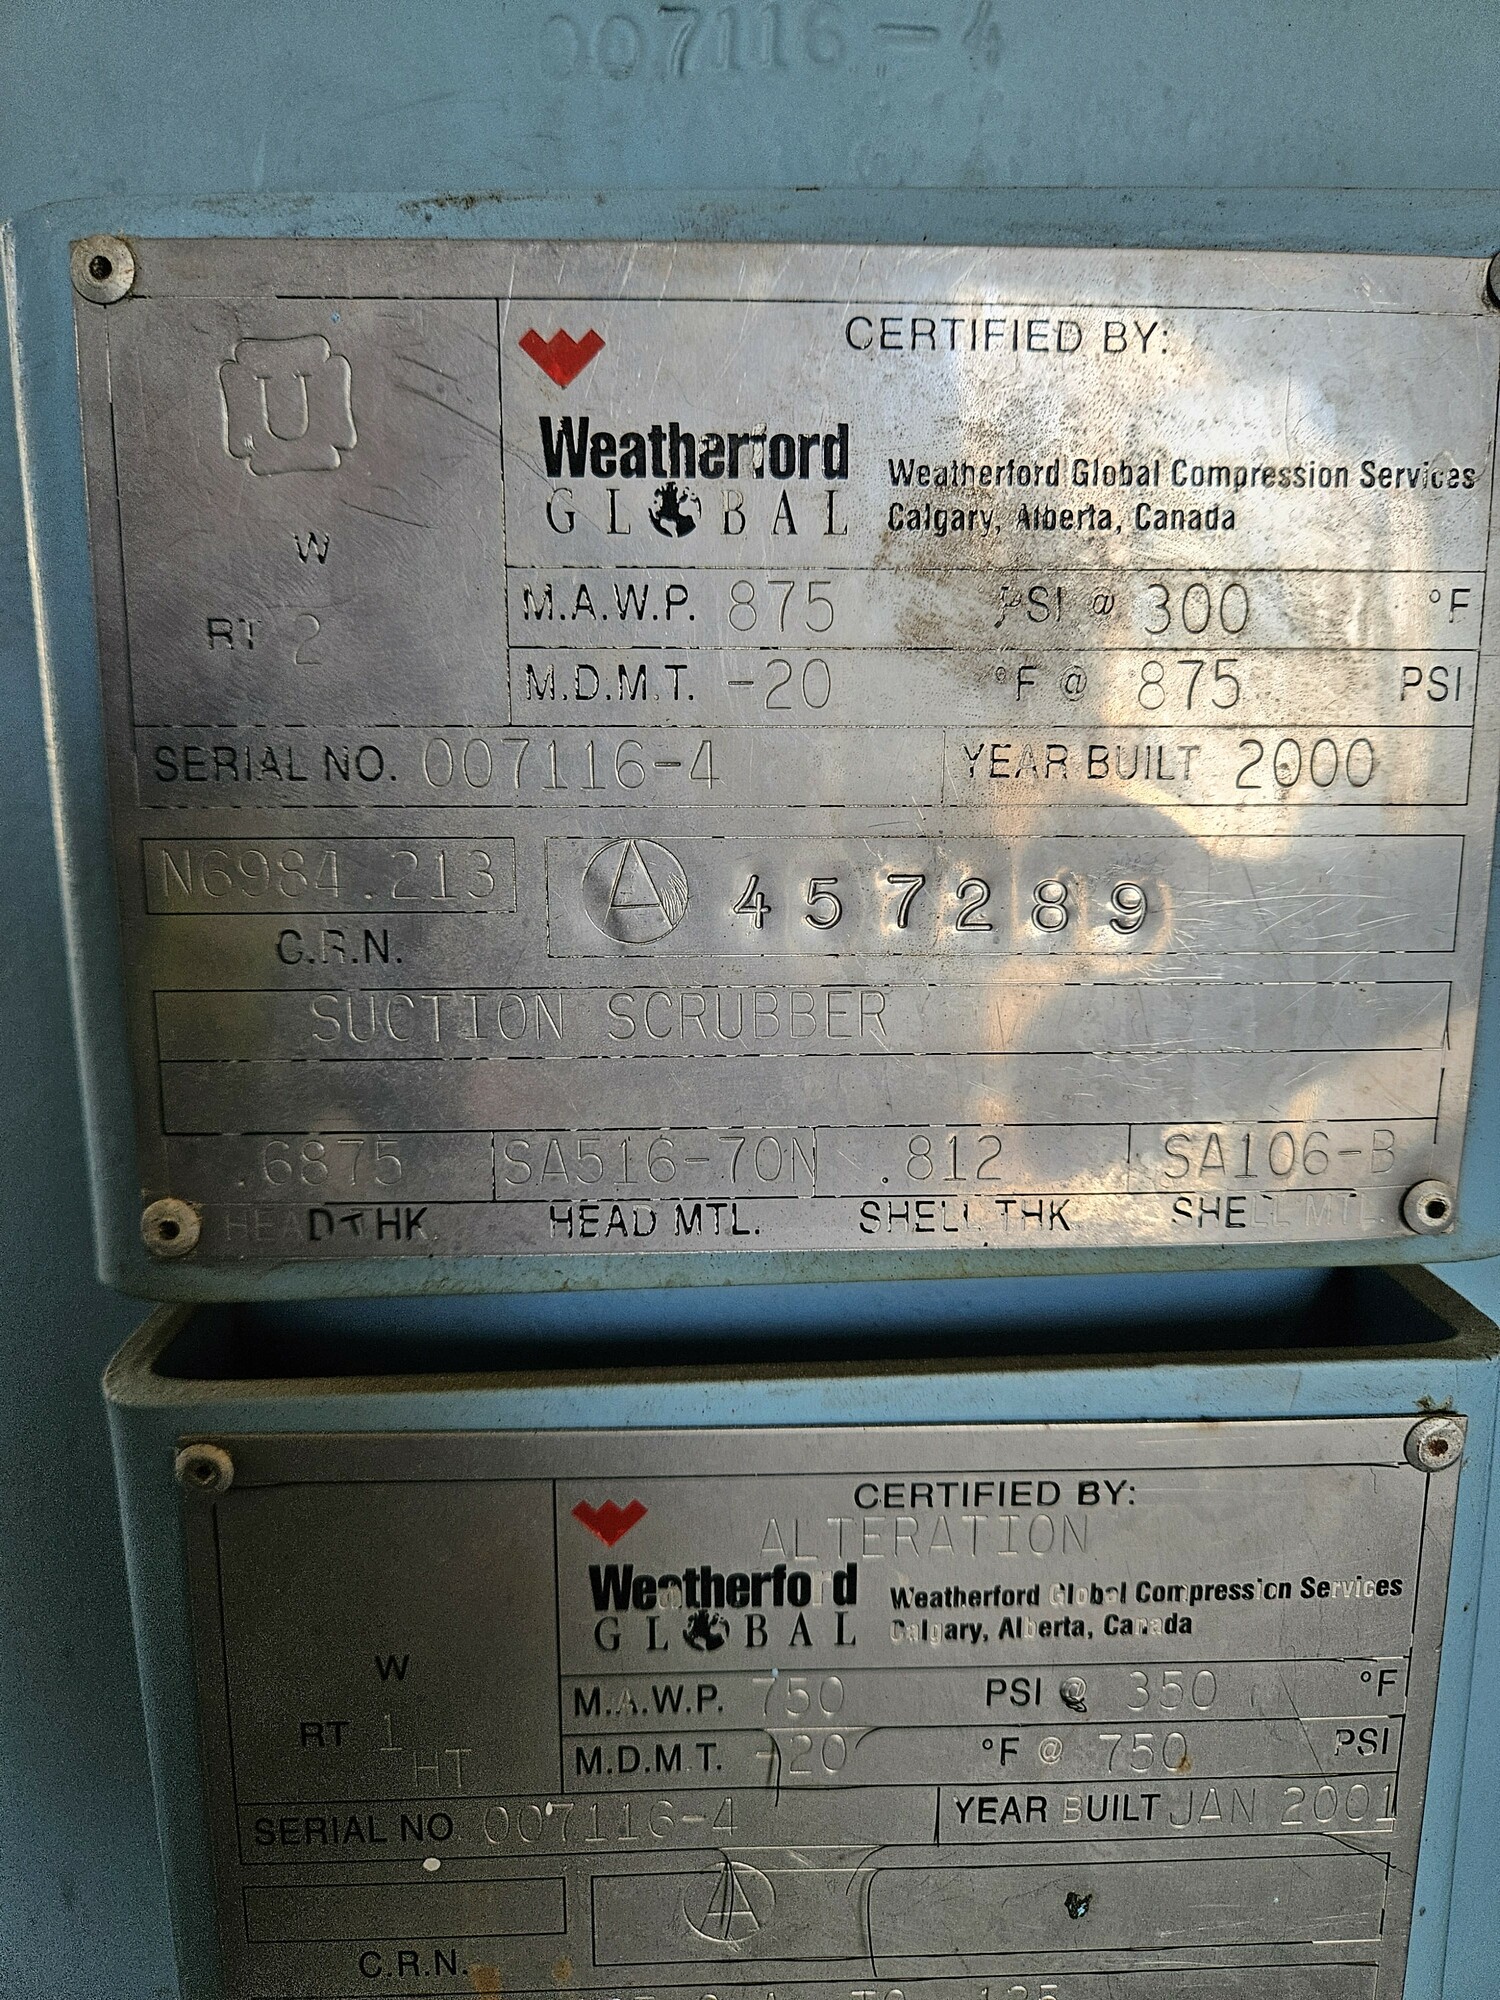 007116-4
U
W
RT 2
CERTIFIED BY:
Weatherford
GLOBAL
Weatherford Global Compression Services
Calgary, Alberta, Canada
M.A.W.P. 875 PSI @ 300 °F
M.D.M.T. -20 °F @ 875 PSI
SERIAL NO. 007116-4 YEAR BUILT 2000
N6984.213 A 457289
C.R.N.
SUCTION SCRUBBER
.6875 SA516-70N .812 SA106-B
HEAD THK. HEAD MTL. SHELL THK. SHELL MTL.
CERTIFIED BY:
ALTERATION
Weatherford
GLOBAL
Weatherford Global Compression Services
Calgary, Alberta, Canada
W
RT 1
HT
M.A.W.P. 750 PSI @ 350 °F
M.D.M.T. -20 °F @ 750 PSI
SERIAL NO 007116-4 YEAR BUILT JAN 2001
A
C.R.N.